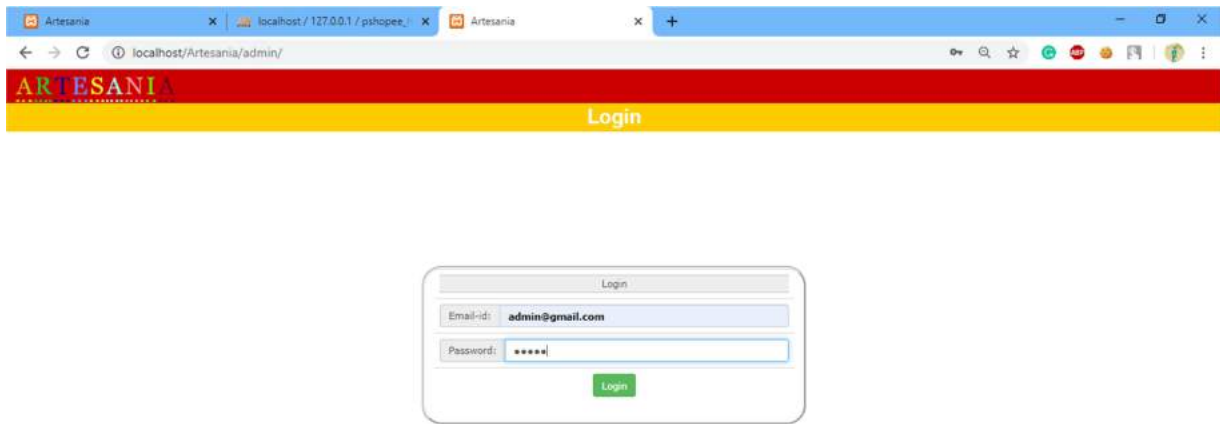 Artesania
localhost / 127.0.0.1 / pshopee_
Artesania
localhost/Artesania/admin/
ARTESANIA
Login
Login
Email-id: admin@gmail.com
Password:
Login